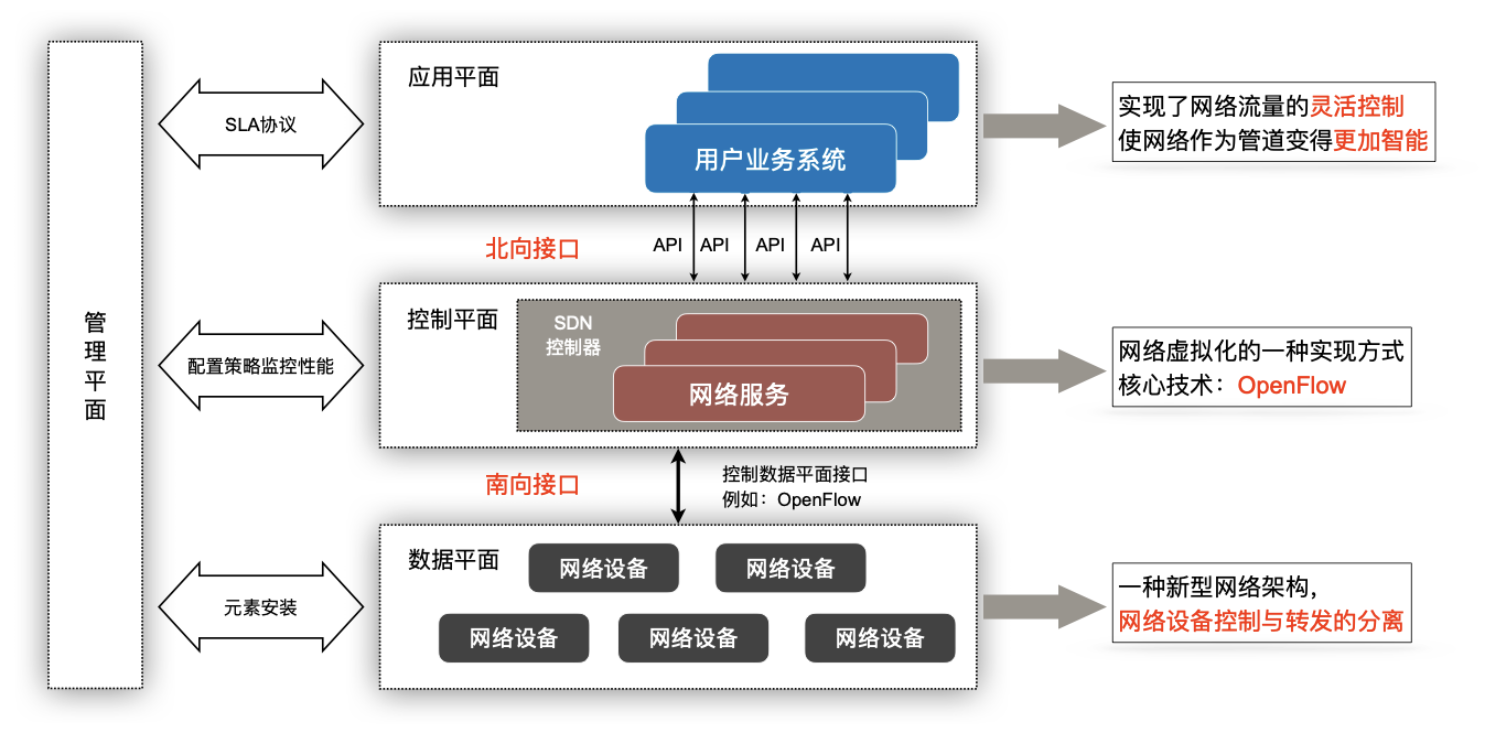 管
理
平
面
SLA协议
应用平面
用户业务系统
实现了网络流量的灵活控制
使网络作为管道变得更加智能
北向接口
API
API
API
API
配置策略监控性能
控制平面
SDN
控制器
网络服务
网络虚拟化的一种实现方式
核心技术：OpenFlow
南向接口
控制数据平面接口
例如：OpenFlow
元素安装
数据平面
网络设备
网络设备
网络设备
网络设备
网络设备
一种新型网络架构，
网络设备控制与转发的分离